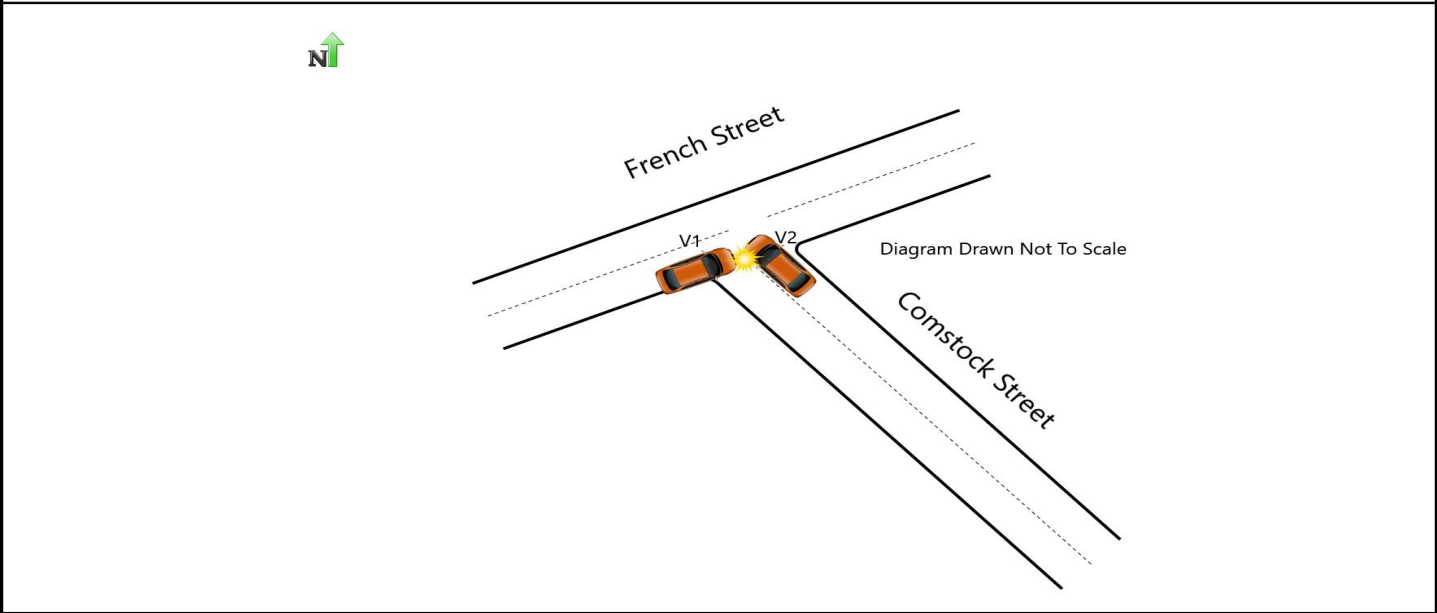 N
French Street
V1
V2
Diagram Drawn Not To Scale
Comstock Street